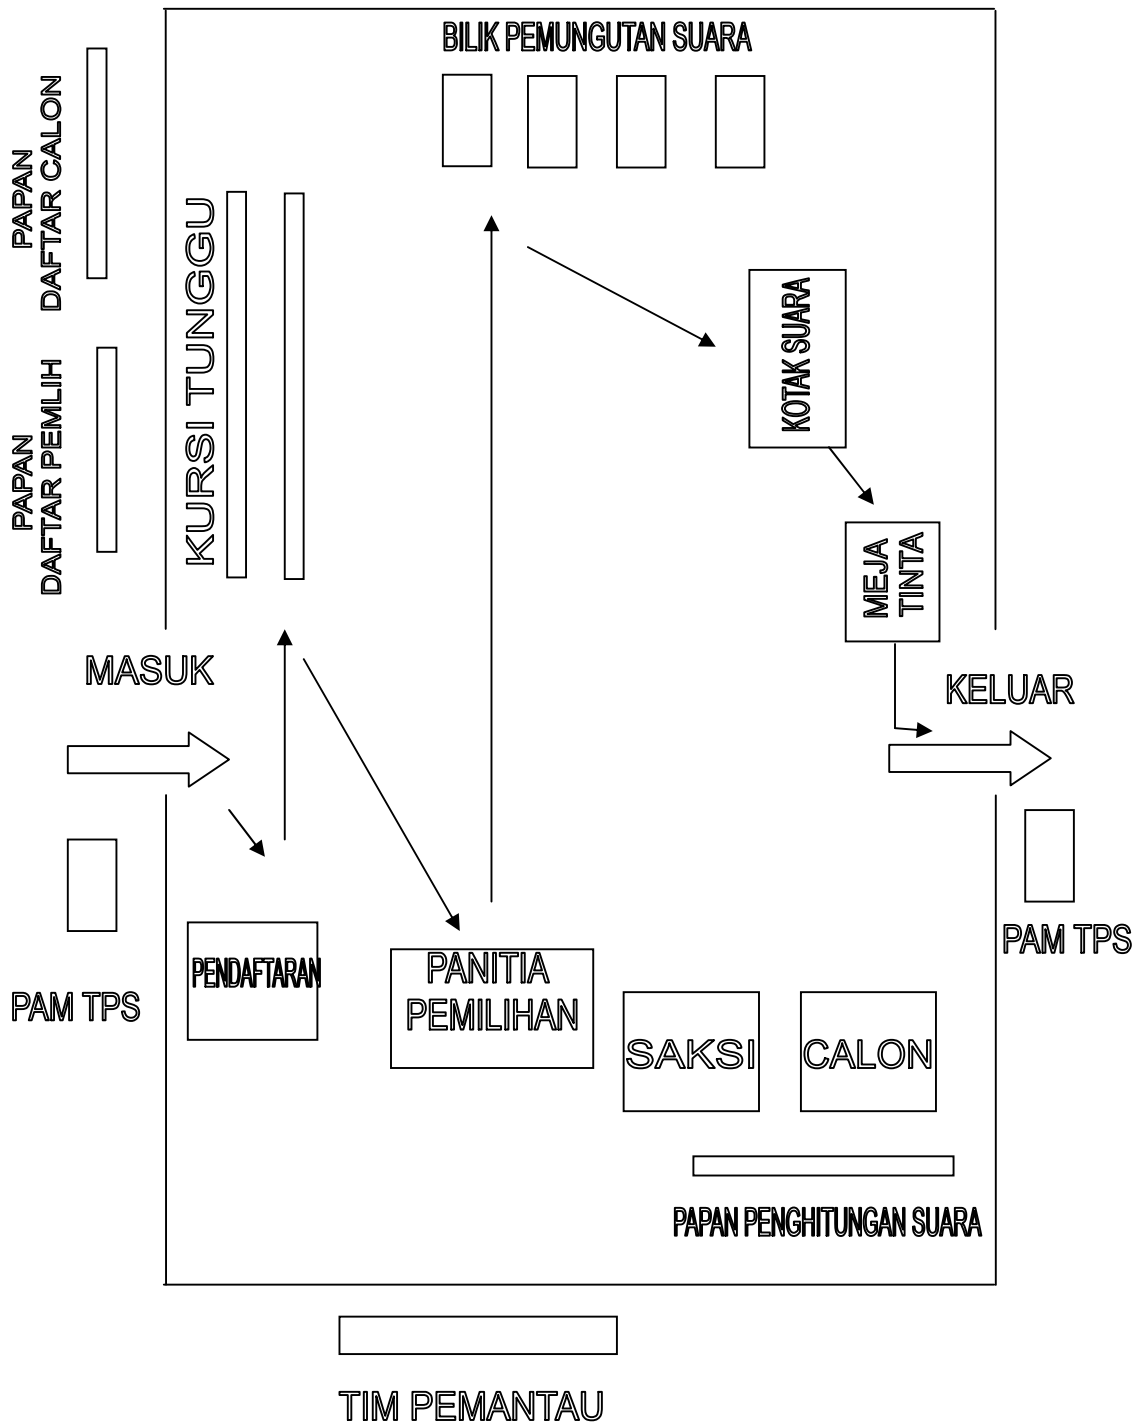 BILIK PEMUNGUTAN SUARA
PAPAN
DAFTAR CALON
KURSI TUNGGU
KOTAK SUARA
PAPAN
DAFTAR PEMLIH
MEJA
TINTA
MASUK
KELUAR
PAM TPS
PENDAFTARAN
PANITIA
PEMILIHAN
PAM TPS
SAKSI
CALON
PAPAN PENGHITUNGAN SUARA
TIM PEMANTAU